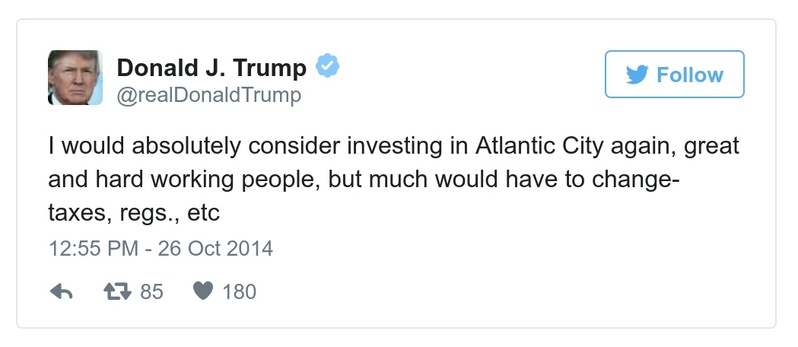 Donald J. Trump
@realDonaldTrump
Follow
I would absolutely consider investing in Atlantic City again, great
and hard working people, but much would have to change-
taxes, regs., etc
12:55 PM - 26 Oct 2014
85 180